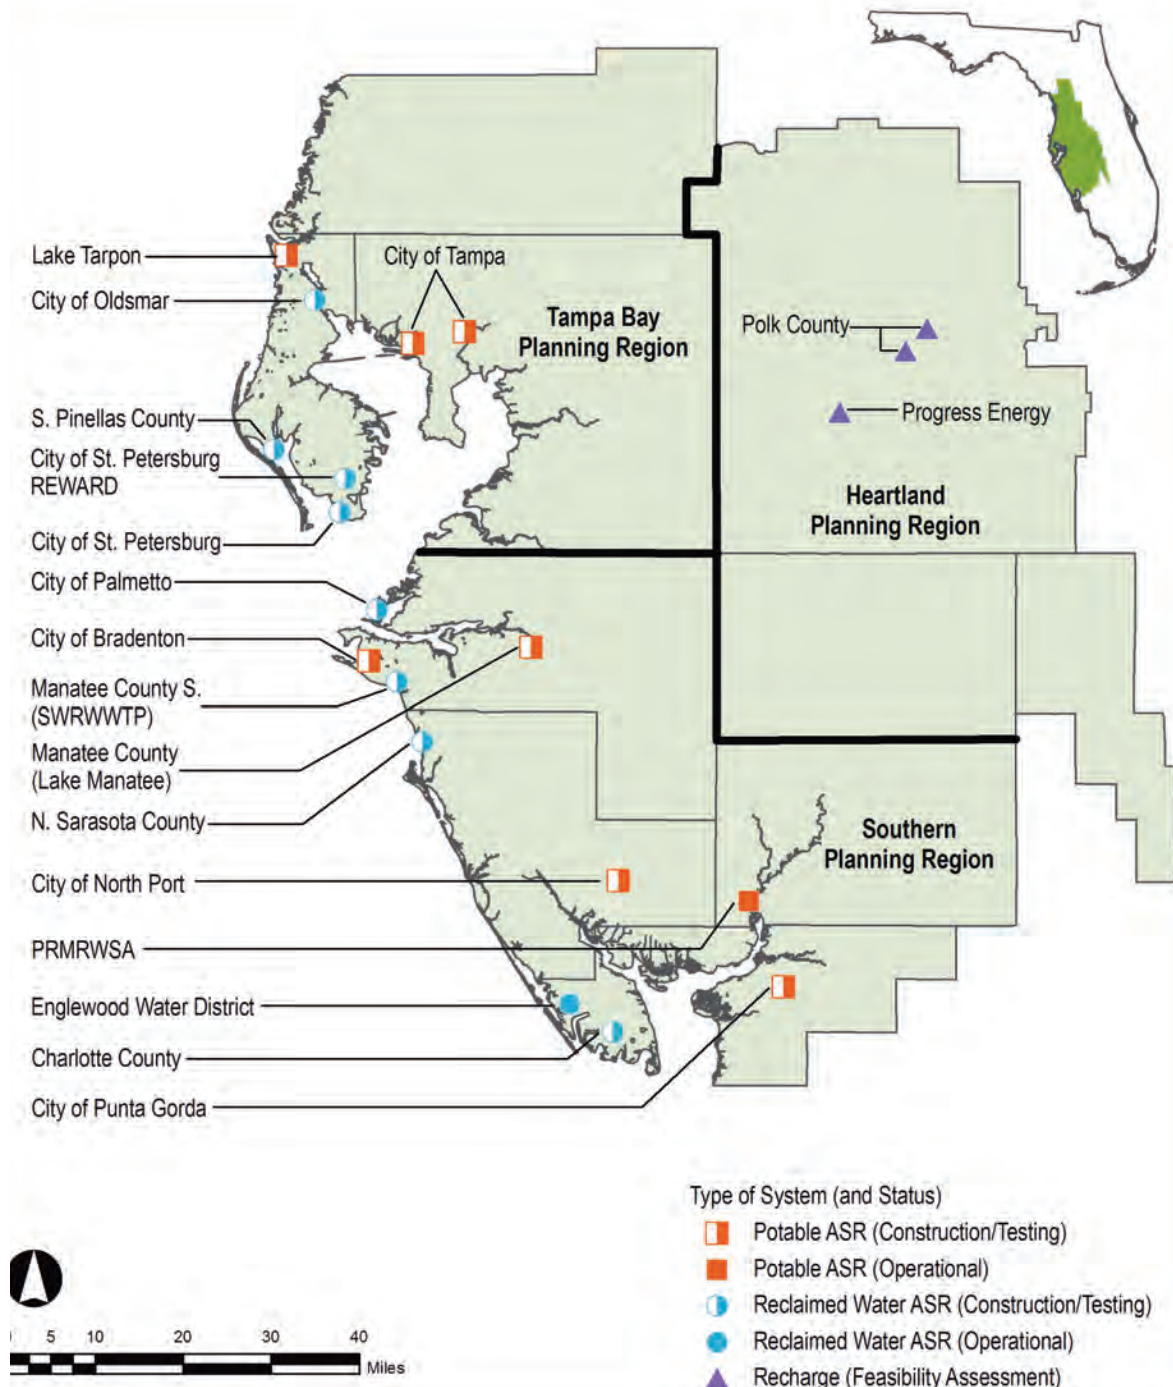 Lake Tarpon
City of Tampa
City of Oldsmar
Tampa Bay
Planning Region
Polk County
S. Pinellas County
Progress Energy
City of St. Petersburg
REWARD
Heartland
Planning Region
City of St. Petersburg
City of Palmetto
City of Bradenton
Manatee County S.
(SWRWWTP)
Manatee County
(Lake Manatee)
N. Sarasota County
Southern
Planning Region
City of North Port
PRMRWSA
Englewood Water District
Charlotte County
City of Punta Gorda
Type of System (and Status)
Potable ASR (Construction/Testing)
Potable ASR (Operational)
Reclaimed Water ASR (Construction/Testing)
Reclaimed Water ASR (Operational)
Recharge (Feasibility Assessment)
5 10 20 30 40
Miles